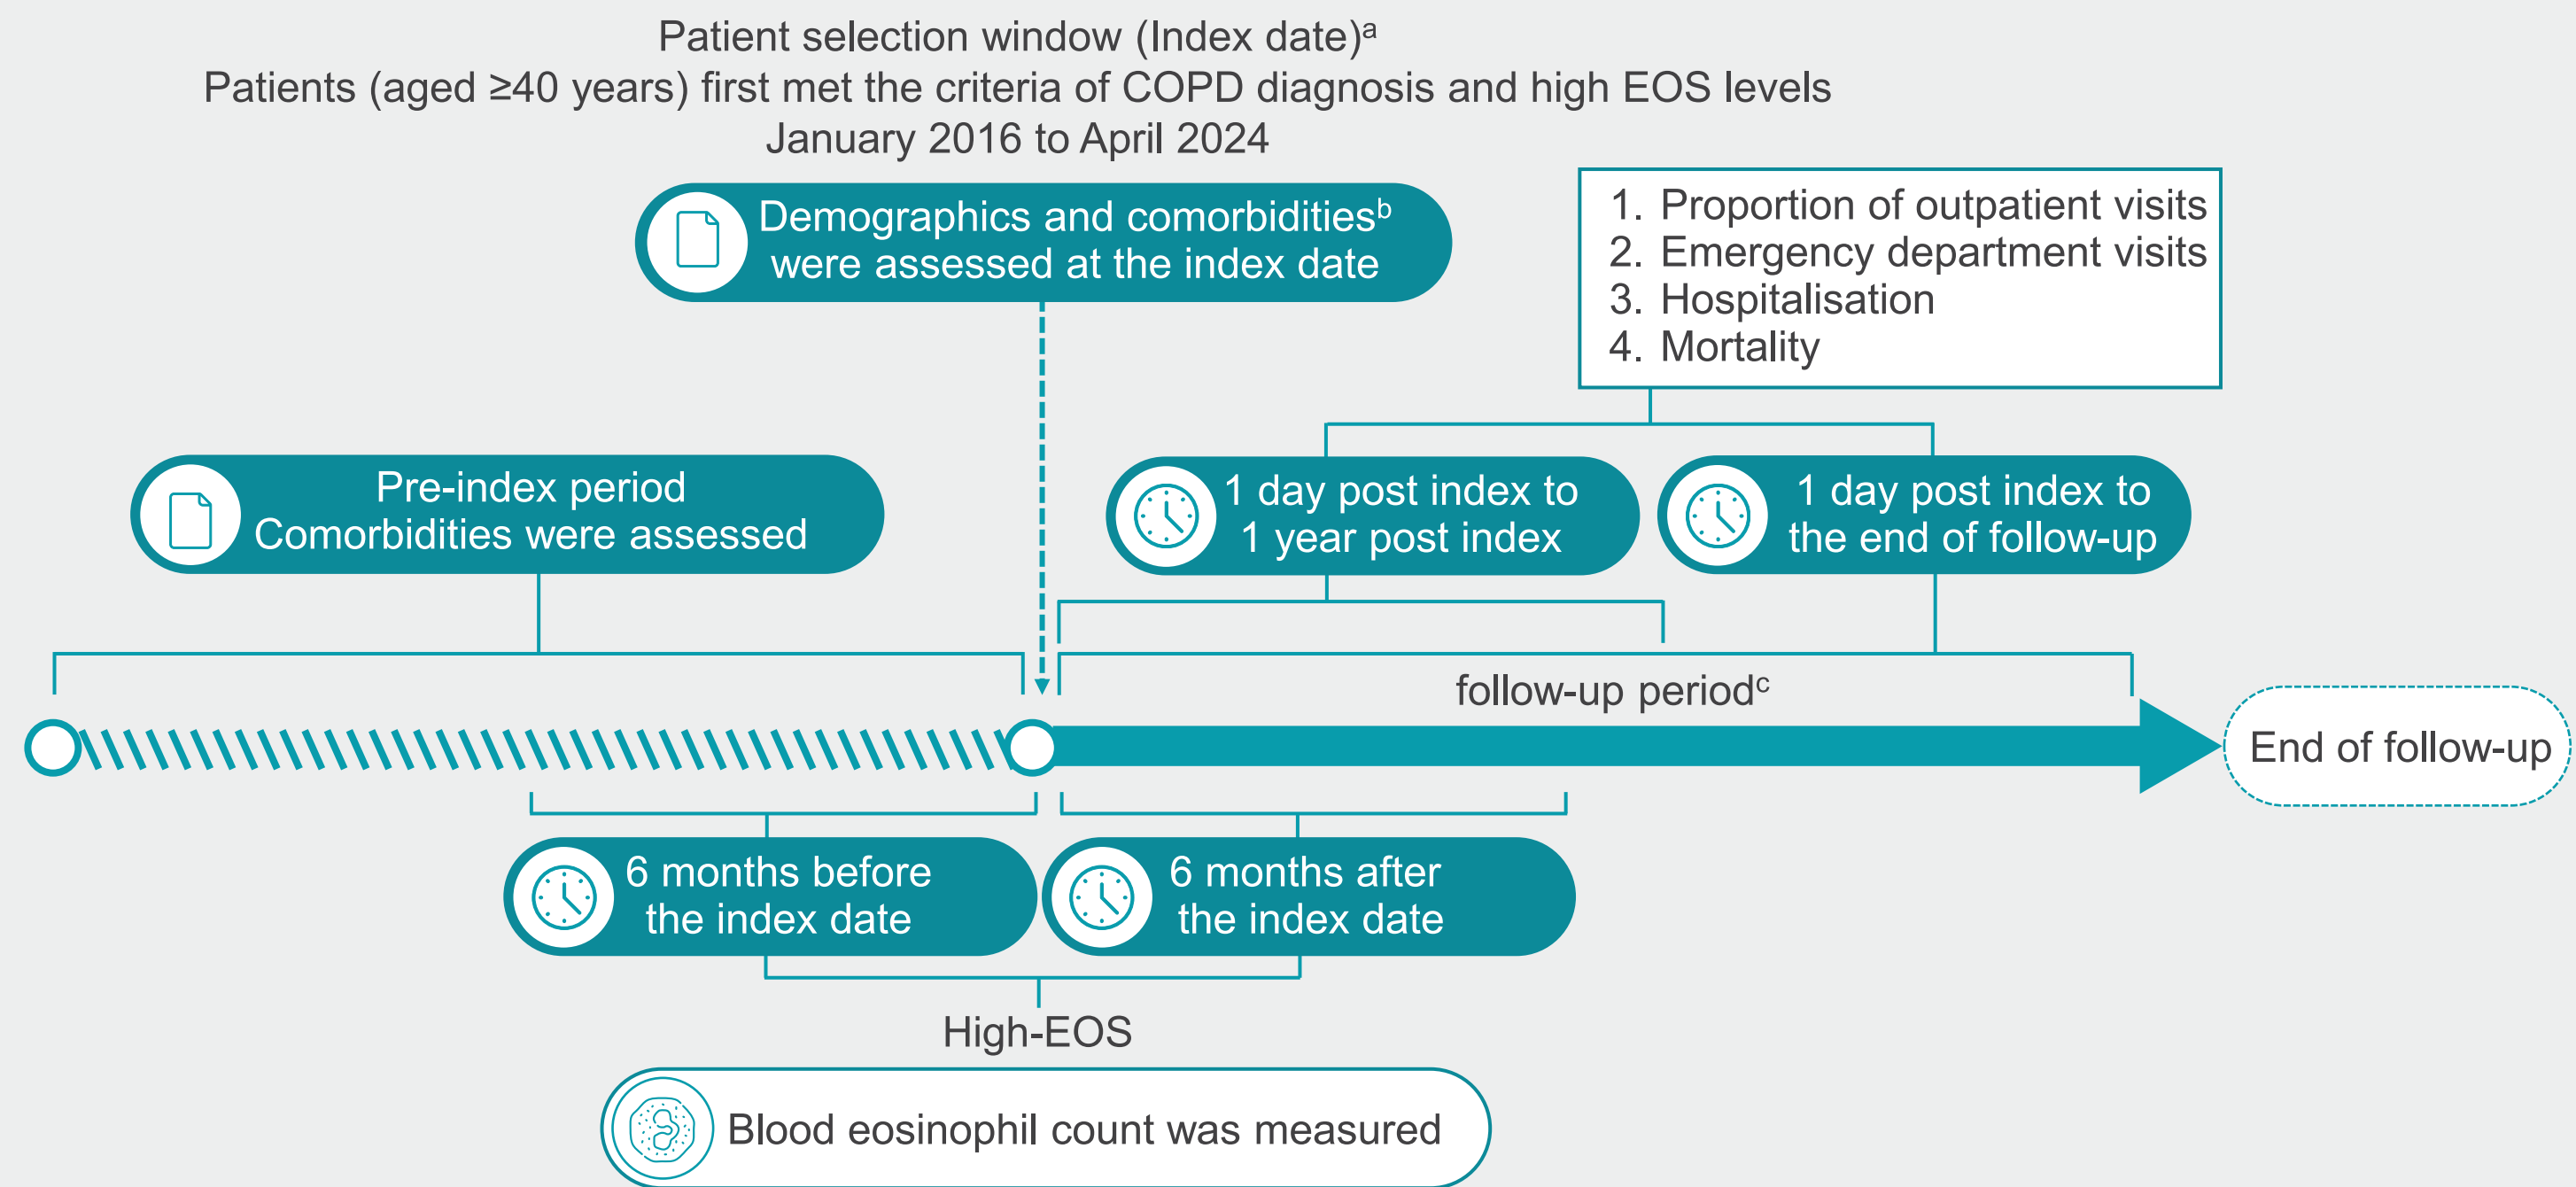 Patient selection window (Index date)a
Patients (aged ≥40 years) first met the criteria of COPD diagnosis and high EOS levels
January 2016 to April 2024
Demographics and comorbiditiesb
were assessed at the index date
1. Proportion of outpatient visits
2. Emergency department visits
3. Hospitalisation
4. Mortality
Pre-index period
Comorbidities were assessed
1 day post index to
1 year post index
1 day post index to
the end of follow-up
follow-up periodc
End of follow-up
6 months before
the index date
6 months after
the index date
High-EOS
Blood eosinophil count was measured